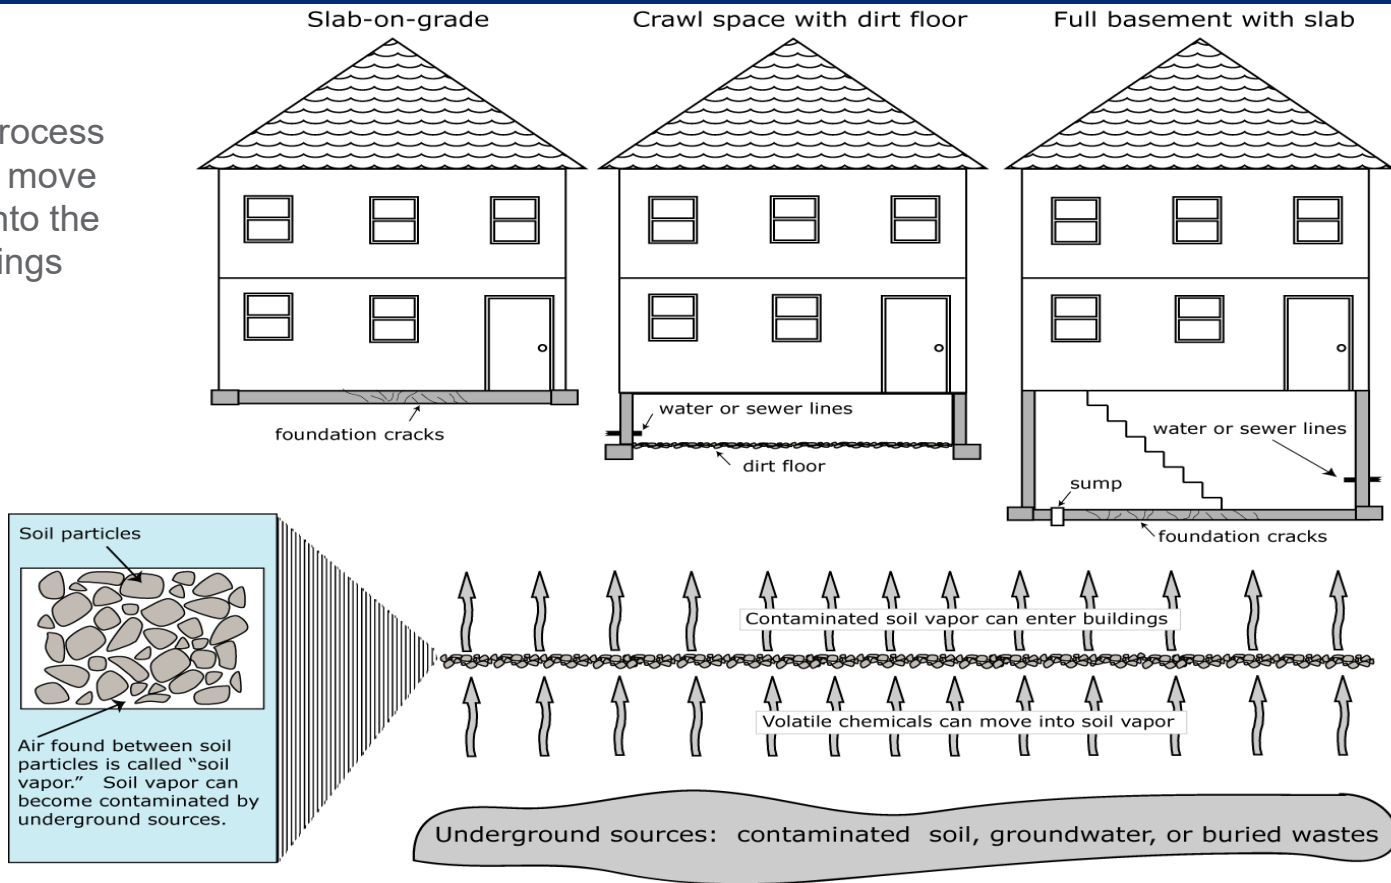 Slab-on-grade
Crawl space with dirt floor
Full basement with slab
rocess
move
nto the
ings
foundation cracks
water or sewer lines
dirt floor
water or sewer lines
sump
foundation cracks
Soil particles
Air found between soil
particles is called “soil
vapor.” Soil vapor can
become contaminated by
underground sources.
Contaminated soil vapor can enter buildings
Volatile chemicals can move into soil vapor
Underground sources: contaminated soil, groundwater, or buried wastes